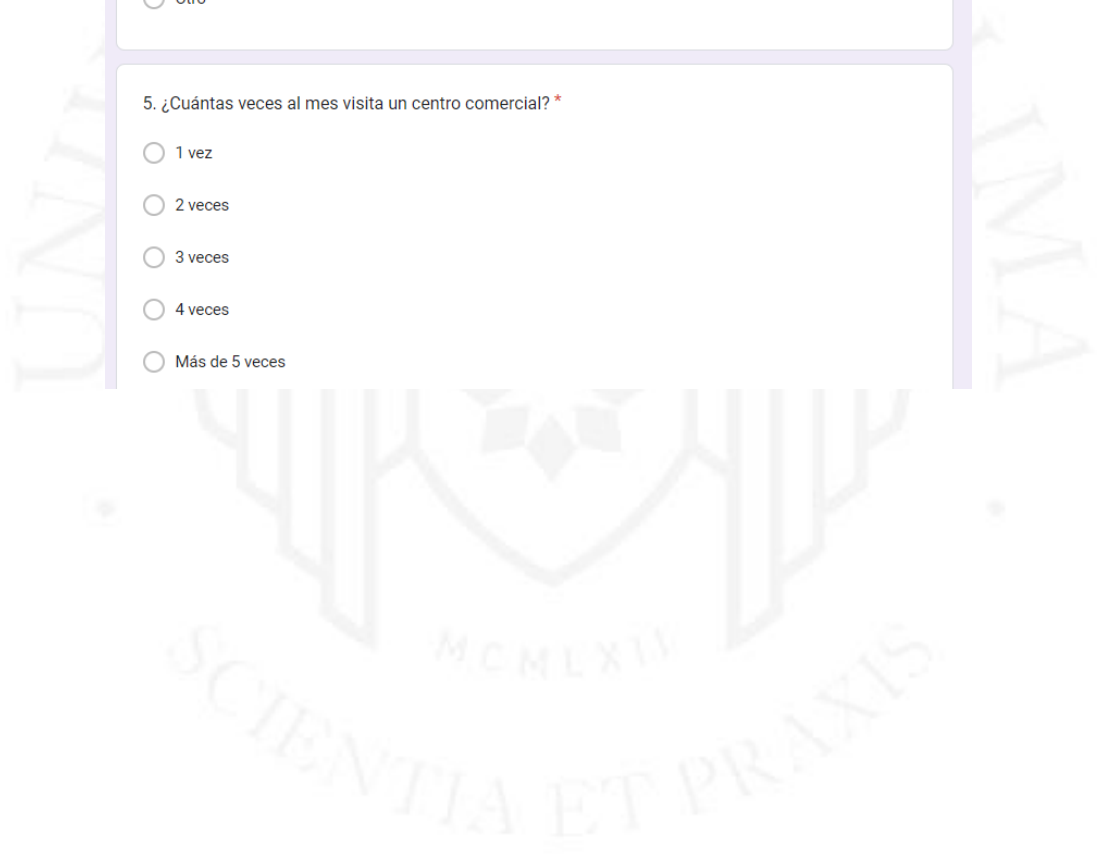 5. ¿Cuántas veces al mes visita un centro comercial? *
1 vez
2 veces
3 veces
4 veces
Más de 5 veces
MCMLXII
SCIENTIA ET PRAXIS